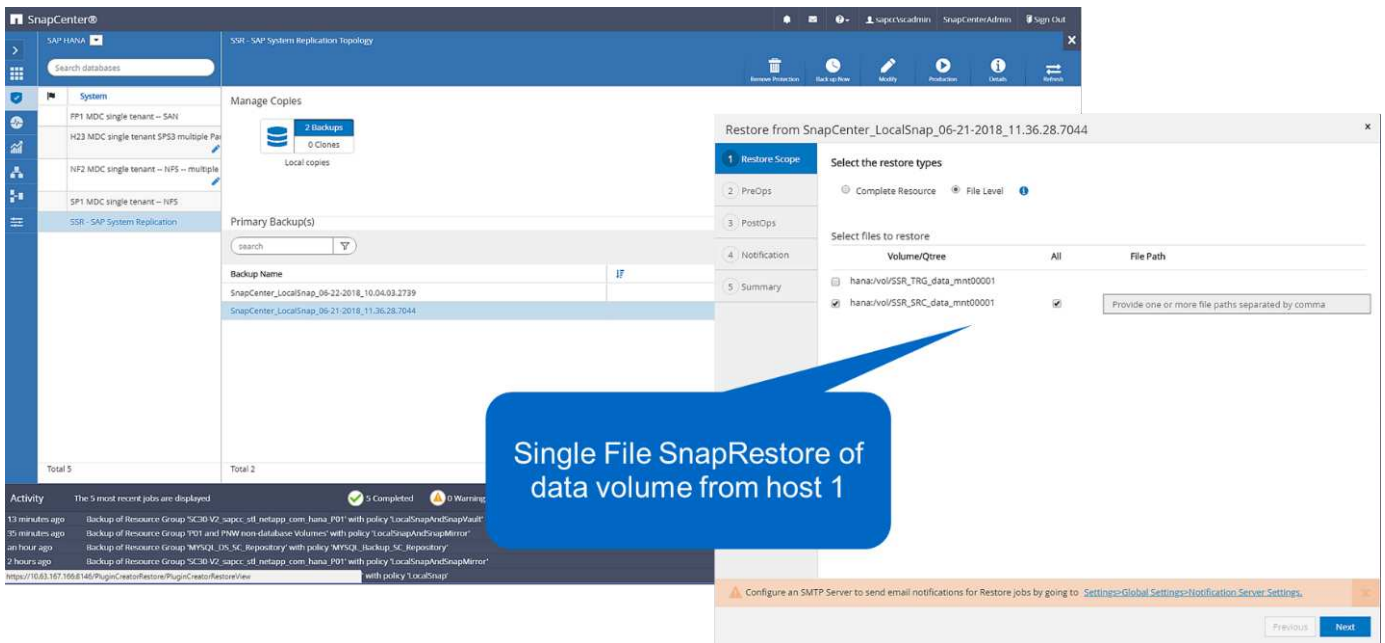 SnapCenter®
sapcc\scadmin SnapCenterAdmin Sign Out
SAP HANA
Search databases
System
FP1 MDC single tenant -- SAN
H23 MDC single tenant SPS3 multiple Pa
NF2 MDC single tenant -- NFS -- multiple
SP1 MDC single tenant -- NFS
SSR - SAP System Replication
Total 5
SSR - SAP System Replication Topology
Remove Protection Back up Now Modify Production Details Refresh
Manage Copies
2 Backups
0 Clones
Local copies
Primary Backup(s)
search
Backup Name
SnapCenter_LocalSnap_06-22-2018_10.04.03.2739
SnapCenter_LocalSnap_06-21-2018_11.36.28.7044
Total 2
Activity The 5 most recent jobs are displayed 5 Completed 0 Warning
13 minutes ago Backup of Resource Group 'SC30-V2_sapcc_stl_netapp_com_hana_P01' with policy 'LocalSnapAndSnapVault'
35 minutes ago Backup of Resource Group 'P01 and PNW non-database Volumes' with policy 'LocalSnapAndSnapMirror'
an hour ago Backup of Resource Group 'MYSQL_DS_SC_Repository' with policy 'MYSQL_Backup_SC_Repository'
2 hours ago Backup of Resource Group 'SC30-V2_sapcc_stl_netapp_com_hana_P01' with policy 'LocalSnapAndSnapMirror'
https://10.63.167.166:8146/PluginCreatorRestore/PluginCreatorRestoreView with policy 'LocalSnap'
Restore from SnapCenter_LocalSnap_06-21-2018_11.36.28.7044
x
1 Restore Scope
2 PreOps
3 PostOps
4 Notification
5 Summary
Select the restore types
Complete Resource File Level
Select files to restore
Volume/Qtree All File Path
hana:/vol/SSR_TRG_data_mnt00001
hana:/vol/SSR_SRC_data_mnt00001 Provide one or more file paths separated by comma
Single File SnapRestore of
data volume from host 1
Configure an SMTP Server to send email notifications for Restore jobs by going to Settings>Global Settings>Notification Server Settings.
Previous Next